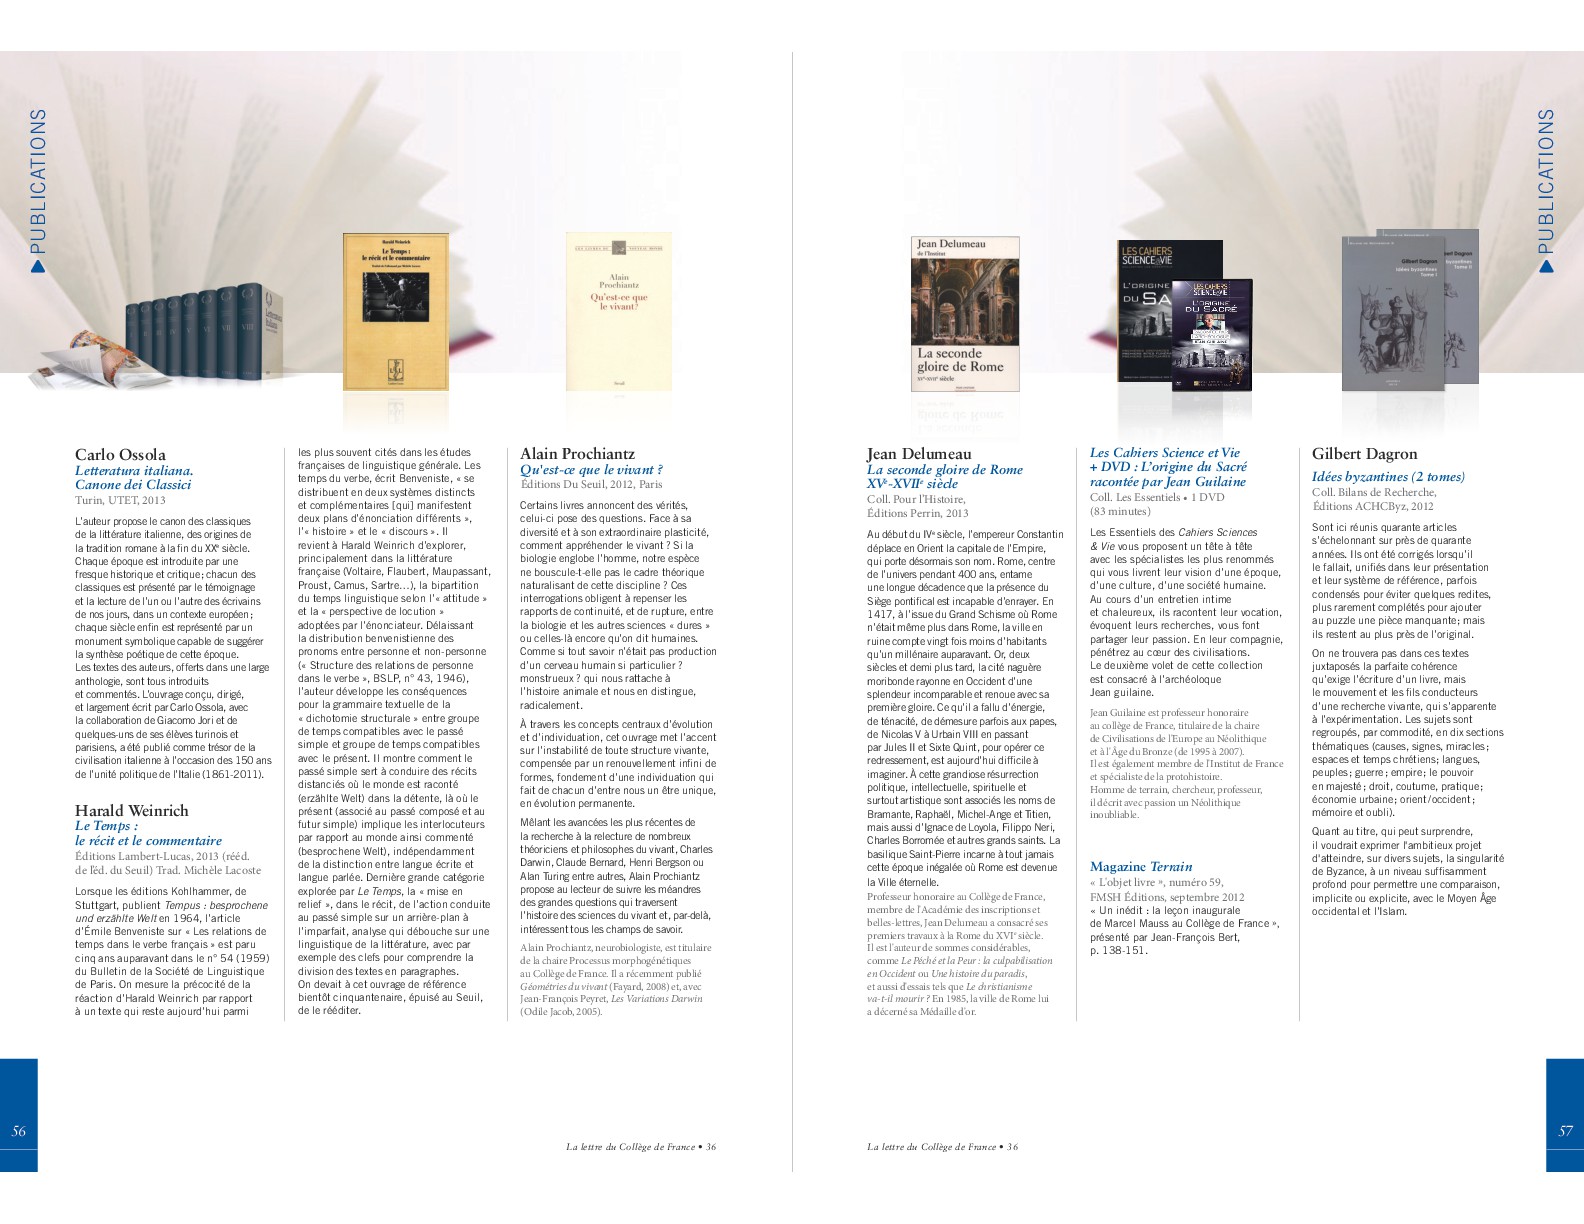 PUBLICATIONS
Harald Weinrich
Le Temps :
le récit et le commentaire
Alain
Prochiantz
Qu'est-ce que
le vivant?
Seuil
Carlo Ossola
Letteratura italiana.
Canone dei Classici
Turin, UTET, 2013
L'auteur propose le canon des classiques
de la littérature italienne, des origines de
la tradition romane à la fin du XXe siècle.
Chaque époque est introduite par une
fresque historique et critique; chacun des
classiques est présenté par le témoignage
et la lecture de l'un ou l'autre des écrivains
de nos jours, dans un contexte européen;
chaque siècle enfin est représenté par un
monument symbolique capable de suggérer
la synthèse poétique de cette époque.
Les textes des auteurs, offerts dans une large
anthologie, sont tous introduits
et commentés. L'ouvrage conçu, dirigé,
et largement écrit par Carlo Ossola, avec
la collaboration de Giacomo Jori et de
quelques-uns de ses élèves turinois et
parisiens, a été publié comme trésor de la
civilisation italienne à l'occasion des 150 ans
de l'unité politique de l'Italie (1861-2011).
Harald Weinrich
Le Temps :
le récit et le commentaire
Éditions Lambert-Lucas, 2013 (rééd.
de l'éd. du Seuil) Trad. Michèle Lacoste
Lorsque les éditions Kohlhammer, de
Stuttgart, publient Tempus : besprochene
und erzählte Welt en 1964, l'article
d'Émile Benveniste sur « Les relations de
temps dans le verbe français » est paru
cinq ans auparavant dans le n° 54 (1959)
du Bulletin de la Société de Linguistique
de Paris. On mesure la précocité de la
réaction d'Harald Weinrich par rapport
à un texte qui reste aujourd'hui parmi
les plus souvent cités dans les études
françaises de linguistique générale. Les
temps du verbe, écrit Benveniste, « se
distribuent en deux systèmes distincts
et complémentaires [qui] manifestent
deux plans d'énonciation différents »,
l'« histoire » et le « discours ». Il
revient à Harald Weinrich d'explorer,
principalement dans la littérature
française (Voltaire, Flaubert, Maupassant,
Proust, Camus, Sartre…), la bipartition
du temps linguistique selon l'« attitude »
et la « perspective de locution »
adoptées par l'énonciateur. Délaissant
la distribution benvenistienne des
pronoms entre personne et non-personne
(« Structure des relations de personne
dans le verbe », BSLP, n° 43, 1946),
l'auteur développe les conséquences
pour la grammaire textuelle de la
« dichotomie structurale » entre groupe
de temps compatibles avec le passé
simple et groupe de temps compatibles
avec le présent. Il montre comment le
passé simple sert à conduire des récits
distanciés où le monde est raconté
(erzählte Welt) dans la détente, là où le
présent (associé au passé composé et au
futur simple) implique les interlocuteurs
par rapport au monde ainsi commenté
(besprochene Welt), indépendamment
de la distinction entre langue écrite et
langue parlée. Dernière grande catégorie
explorée par Le Temps, la « mise en
relief », dans le récit, de l'action conduite
au passé simple sur un arrière-plan à
l'imparfait, analyse qui débouche sur une
linguistique de la littérature, avec par
exemple des clefs pour comprendre la
division des textes en paragraphes.
On devait à cet ouvrage de référence
bientôt cinquantenaire, épuisé au Seuil,
de le rééditer.
Alain Prochiantz
Qu'est-ce que le vivant ?
Éditions Du Seuil, 2012, Paris
Certains livres annoncent des vérités,
celui-ci pose des questions. Face à sa
diversité et à son extraordinaire plasticité,
comment appréhender le vivant ? Si la
biologie englobe l'homme, notre espèce
ne bouscule-t-elle pas le cadre théorique
naturalisant de cette discipline ? Ces
interrogations obligent à repenser les
rapports de continuité, et de rupture, entre
la biologie et les autres sciences « dures »
ou celles-là encore qu'on dit humaines.
Comme si tout savoir n'était pas production
d'un cerveau humain si particulier ?
monstrueux ? qui nous rattache à
l'histoire animale et nous en distingue,
radicalement.
À travers les concepts centraux d'évolution
et d'individuation, cet ouvrage met l'accent
sur l'instabilité de toute structure vivante,
compensée par un renouvellement infini de
formes, fondement d'une individuation qui
fait de chacun d'entre nous un être unique,
en évolution permanente.
Mêlant les avancées les plus récentes de
la recherche à la relecture de nombreux
théoriciens et philosophes du vivant, Charles
Darwin, Claude Bernard, Henri Bergson ou
Alan Turing entre autres, Alain Prochiantz
propose au lecteur de suivre les méandres
des grandes questions qui traversent
l'histoire des sciences du vivant et, par-delà,
intéressent tous les champs de savoir.
Alain Prochiantz, neurobiologiste, est titulaire
de la chaire Processus morphogénétiques
au Collège de France. Il a récemment publié
Géométries du vivant (Fayard, 2008) et, avec
Jean-François Peyret, Les Variations Darwin
(Odile Jacob, 2005).
56
La lettre du Collège de France • 36
PUBLICATIONS
Jean Delumeau
de l'Institut
La seconde
gloire de Rome
XVe-XVIIe siècle
LES CAHIERS
SCIENCE & VIE
L'ORIGINE
DU SA
LES CAHIERS
SCIENCE & VIE
L'ORIGINE
DU SACRÉ
JEAN GUILAINE
Gilbert Dagron
Idées byzantines
Tome I
Gilbert Dagron
byzantines
Tome II
Jean Delumeau
La seconde gloire de Rome
XVe-XVIIe siècle
Coll. Pour l'Histoire,
Éditions Perrin, 2013
Au début du IVe siècle, l'empereur Constantin
déplace en Orient la capitale de l'Empire,
qui porte désormais son nom. Rome, centre
de l'univers pendant 400 ans, entame
une longue décadence que la présence du
Siège pontifical est incapable d'enrayer. En
1417, à l'issue du Grand Schisme où Rome
n'était même plus dans Rome, la ville en
ruine compte vingt fois moins d'habitants
qu'un millénaire auparavant. Or, deux
siècles et demi plus tard, la cité naguère
moribonde rayonne en Occident d'une
splendeur incomparable et renoue avec sa
première gloire. Ce qu'il a fallu d'énergie,
de ténacité, de démesure parfois aux papes,
de Nicolas V à Urbain VIII en passant
par Jules II et Sixte Quint, pour opérer ce
redressement, est aujourd'hui difficile à
imaginer. À cette grandiose résurrection
politique, intellectuelle, spirituelle et
surtout artistique sont associés les noms de
Bramante, Raphaël, Michel-Ange et Titien,
mais aussi d'Ignace de Loyola, Filippo Neri,
Charles Borromée et autres grands saints. La
basilique Saint-Pierre incarne à tout jamais
cette époque inégalée où Rome est devenue
la Ville éternelle.
Professeur honoraire au Collège de France,
membre de l'Académie des inscriptions et
belles-lettres, Jean Delumeau a consacré ses
premiers travaux à la Rome du XVIe siècle.
Il est l'auteur de sommes considérables,
comme Le Péché et la Peur : la culpabilisation
en Occident ou Une histoire du paradis,
et aussi d'essais tels que Le christianisme
va-t-il mourir ? En 1985, la ville de Rome lui
a décerné sa Médaille d'or.
Les Cahiers Science et Vie
+ DVD : L'origine du Sacré
racontée par Jean Guilaine
Coll. Les Essentiels • 1 DVD
(83 minutes)
Les Essentiels des Cahiers Sciences
& Vie vous proposent un tête à tête
avec les spécialistes les plus renommés
qui vous livrent leur vision d'une époque,
d'une culture, d'une société humaine.
Au cours d'un entretien intime
et chaleureux, ils racontent leur vocation,
évoquent leurs recherches, vous font
partager leur passion. En leur compagnie,
pénétrez au cœur des civilisations.
Le deuxième volet de cette collection
est consacré à l'archéoloque
Jean guilaine.
Jean Guilaine est professeur honoraire
au collège de France, titulaire de la chaire
de Civilisations de l'Europe au Néolithique
et à l'Âge du Bronze (de 1995 à 2007).
Il est également membre de l'Institut de France
et spécialiste de la protohistoire.
Homme de terrain, chercheur, professeur,
il décrit avec passion un Néolithique
inoubliable.
Magazine Terrain
« L'objet livre », numéro 59,
FMSH Éditions, septembre 2012
« Un inédit : la leçon inaugurale
de Marcel Mauss au Collège de France »,
présenté par Jean-François Bert,
p. 138-151.
Gilbert Dagron
Idées byzantines (2 tomes)
Coll. Bilans de Recherche,
Éditions ACHCByz, 2012
Sont ici réunis quarante articles
s'échelonnant sur près de quarante
années. Ils ont été corrigés lorsqu'il
le fallait, unifiés dans leur présentation
et leur système de référence, parfois
condensés pour éviter quelques redites,
plus rarement complétés pour ajouter
au puzzle une pièce manquante; mais
ils restent au plus près de l'original.
On ne trouvera pas dans ces textes
juxtaposés la parfaite cohérence
qu'exige l'écriture d'un livre, mais
le mouvement et les fils conducteurs
d'une recherche vivante, qui s'apparente
à l'expérimentation. Les sujets sont
regroupés, par commodité, en dix sections
thématiques (causes, signes, miracles;
espaces et temps chrétiens; langues,
peuples; guerre; empire; le pouvoir
en majesté; droit, coutume, pratique;
économie urbaine; orient/occident;
mémoire et oubli).
Quant au titre, qui peut surprendre,
il voudrait exprimer l'ambitieux projet
d'atteindre, sur divers sujets, la singularité
de Byzance, à un niveau suffisamment
profond pour permettre une comparaison,
implicite ou explicite, avec le Moyen Âge
occidental et l'Islam.
La lettre du Collège de France • 36
57